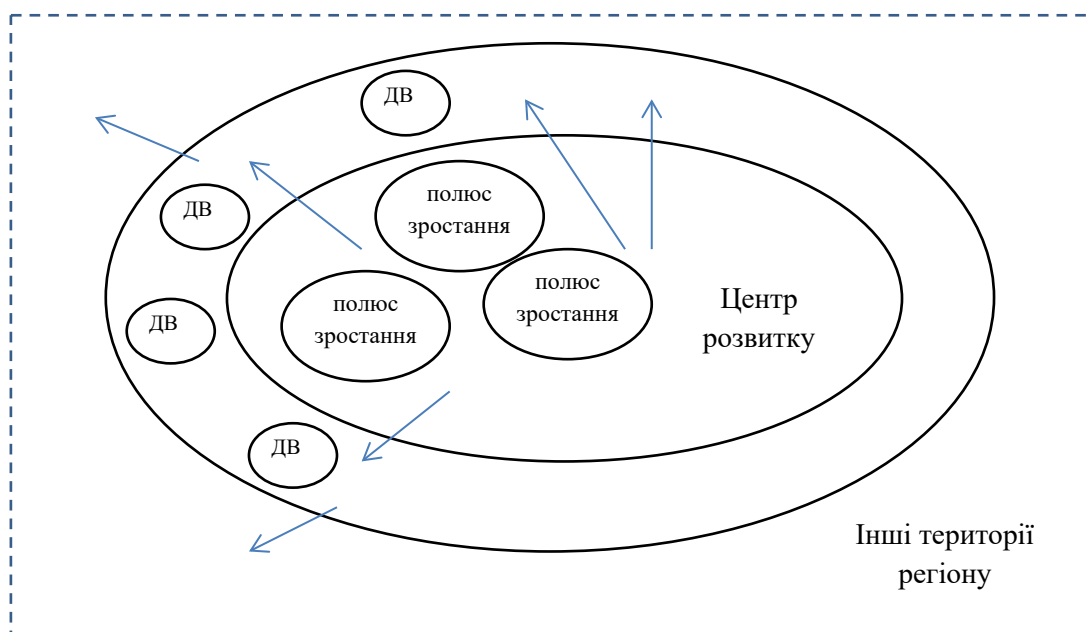 ДВ
ДВ
полюс
зростання
полюс
зростання
Центр
розвитку
полюс
зростання
ДВ
ДВ
Інші території
регіону